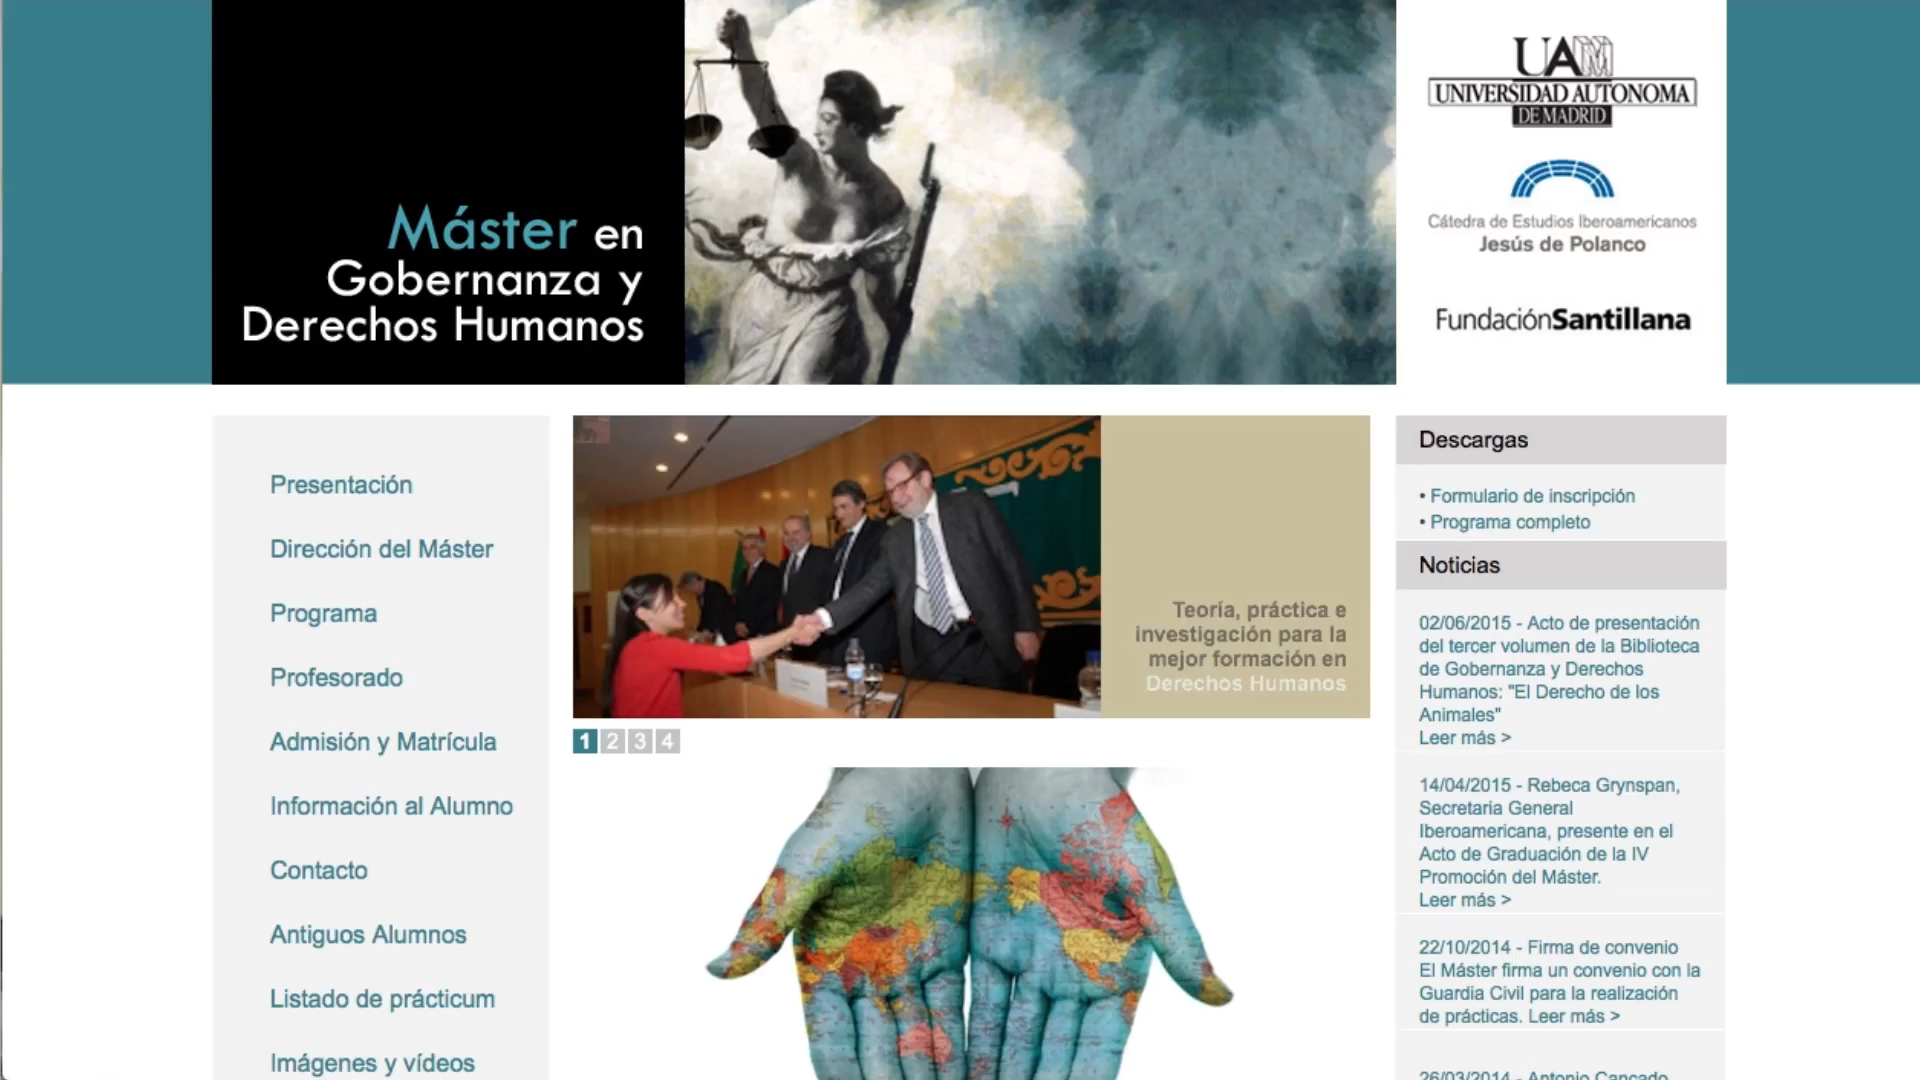 Máster en
Gobernanza y
Derechos Humanos
UAM
UNIVERSIDAD AUTONOMA
DE MADRID
Cátedra de Estudios Iberoamericanos
Jesús de Polanco
FundaciónSantillana
Presentación
Dirección del Máster
Programa
Profesorado
Admisión y Matrícula
Información al Alumno
Contacto
Antiguos Alumnos
Listado de prácticum
Imágenes y vídeos
Teoría, práctica e
investigación para la
mejor formación en
Derechos Humanos
1 2 3 4
Descargas
• Formulario de inscripción
• Programa completo
Noticias
02/06/2015 - Acto de presentación
del tercer volumen de la Biblioteca
de Gobernanza y Derechos
Humanos: "El Derecho de los
Animales"
Leer más >
14/04/2015 - Rebeca Grynspan,
Secretaria General
Iberoamericana, presente en el
Acto de Graduación de la IV
Promoción del Máster.
Leer más >
22/10/2014 - Firma de convenio
El Máster firma un convenio con la
Guardia Civil para la realización
de prácticas. Leer más >
26/03/2014 - Antonio Cançado